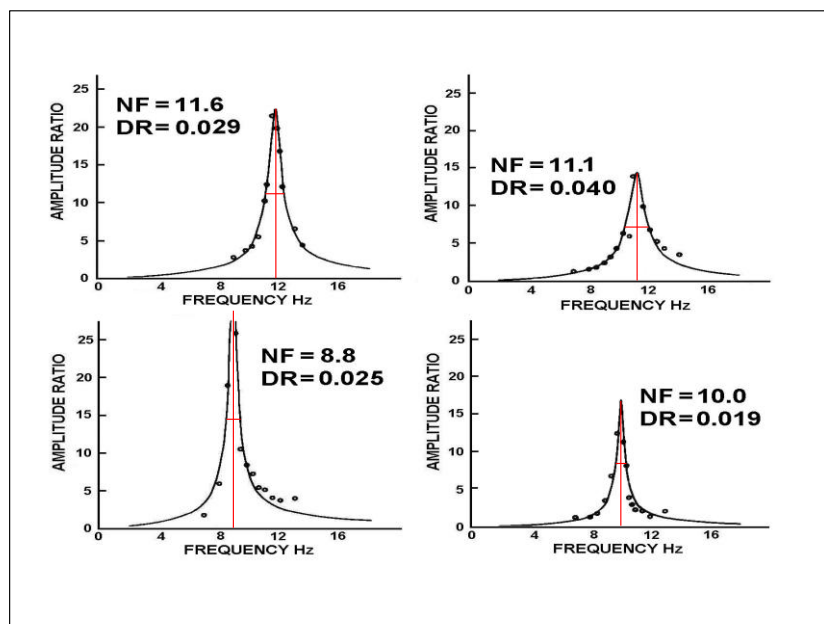 25
20
15
10
5
0
AMPLITUDE RATIO
NF = 11.6
DR= 0.029
0 4 8 12 16
FREQUENCY Hz
25
20
15
10
5
0
AMPLITUDE RATIO
NF = 11.1
DR = 0.040
0 4 8 12 16
FREQUENCY Hz
25
20
15
10
5
0
AMPLITUDE RATIO
NF = 8.8
DR = 0.025
0 4 8 12 16
FREQUENCY Hz
25
20
15
10
5
0
AMPLITUDE RATIO
NF = 10.0
DR = 0.019
0 4 8 12 16
FREQUENCY Hz